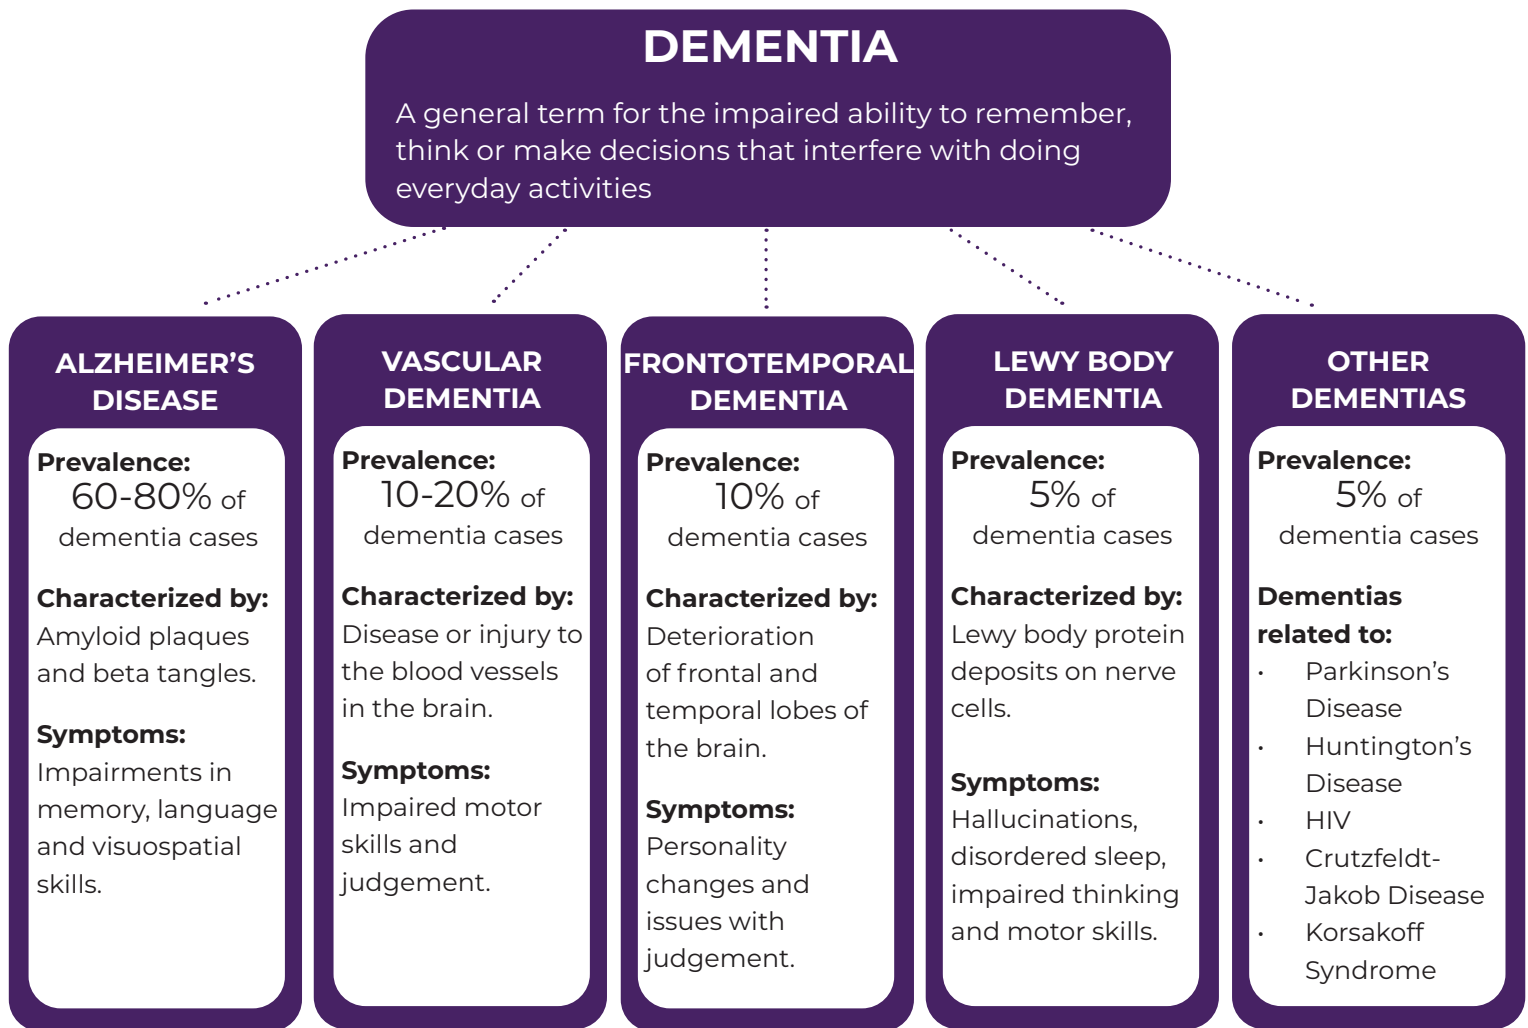 DEMENTIA
A general term for the impaired ability to remember,
think or make decisions that interfere with doing
everyday activities
ALZHEIMER’S
DISEASE
Prevalence:
60-80% of
dementia cases
Characterized by:
Amyloid plaques
and beta tangles.
Symptoms:
Impairments in
memory, language
and visuospatial
skills.
VASCULAR
DEMENTIA
Prevalence:
10-20% of
dementia cases
Characterized by:
Disease or injury to
the blood vessels
in the brain.
Symptoms:
Impaired motor
skills and
judgement.
FRONTOTEMPORAL
DEMENTIA
Prevalence:
10% of
dementia cases
Characterized by:
Deterioration
of frontal and
temporal lobes of
the brain.
Symptoms:
Personality
changes and
issues with
judgement.
LEWY BODY
DEMENTIA
Prevalence:
5% of
dementia cases
Characterized by:
Lewy body protein
deposits on nerve
cells.
Symptoms:
Hallucinations,
disordered sleep,
impaired thinking
and motor skills.
OTHER
DEMENTIAS
Prevalence:
5% of
dementia cases
Dementias
related to:
• Parkinson’s
Disease
• Huntington’s
Disease
• HIV
• Crutzfeldt-
Jakob Disease
• Korsakoff
Syndrome